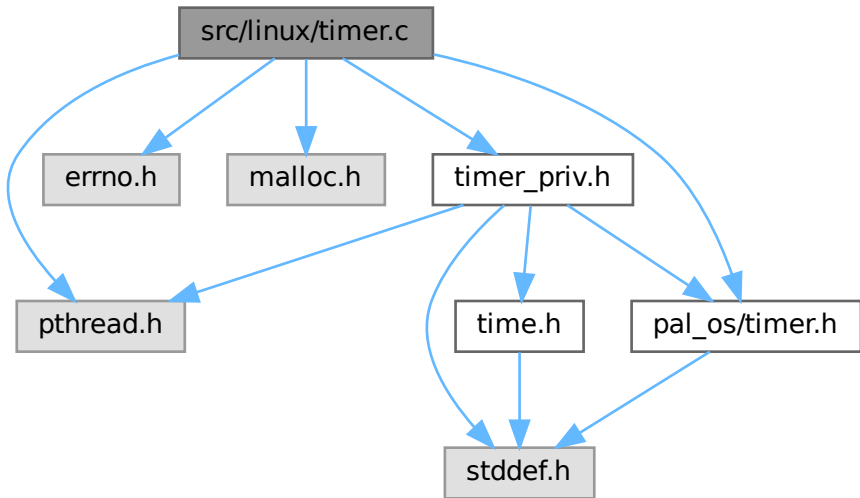 src/linux/timer.c
errno.h
malloc.h
timer_priv.h
pthread.h
time.h
pal_os/timer.h
stddef.h